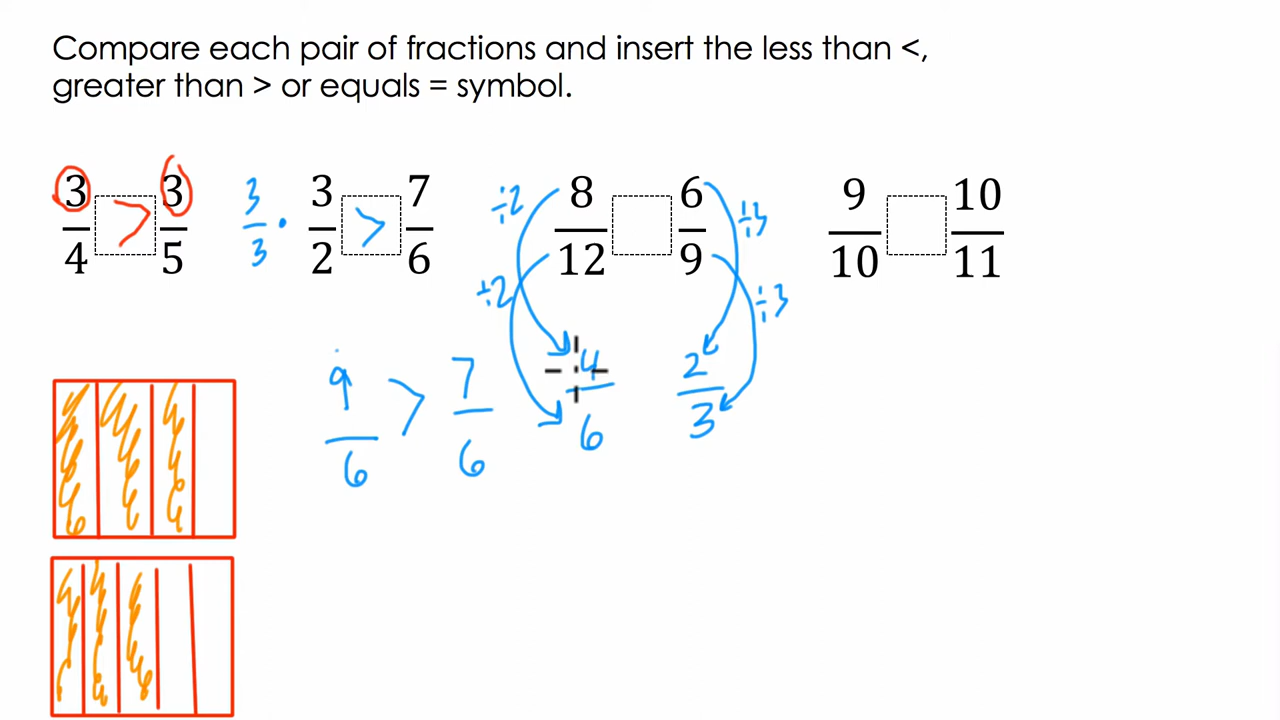 Compare each pair of fractions and insert the less than <,
greater than > or equals = symbol.
3/4 > 3/5
3/3 · 3/2 > 7/6
8/12 6/9
9/10 10/11
÷2 ÷3
÷2 ÷3
9/6 > 7/6
4/6 2/3